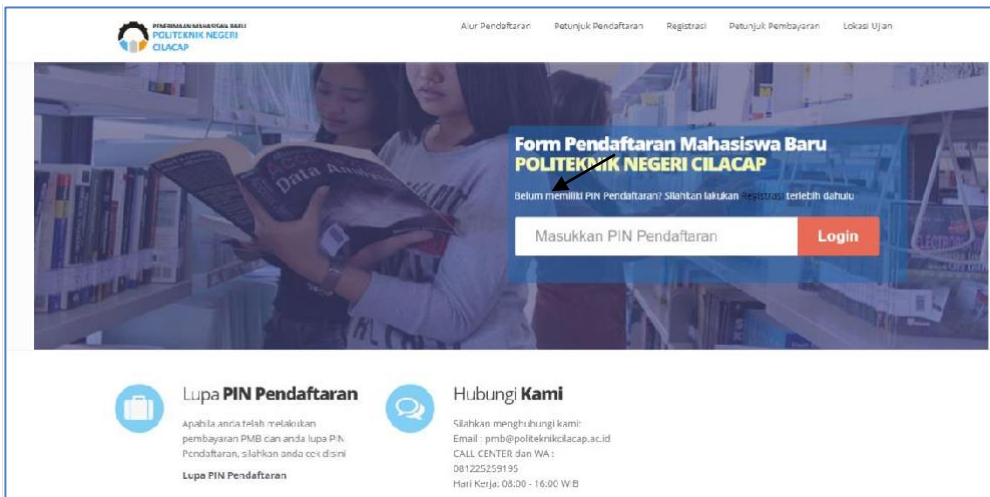 PENERIMAAN MAHASISWA BARU
POLITEKNIK NEGERI
CILACAP
Alur Pendaftaran Petunjuk Pendaftaran Registrasi Petunjuk Pembayaran Lokasi Ujian
Data Analysis
Form Pendaftaran Mahasiswa Baru
POLITEKNIK NEGERI CILACAP
Belum memiliki PIN Pendaftaran? Silahkan lakukan Registrasi terlebih dahulu
Masukkan PIN Pendaftaran Login
Lupa PIN Pendaftaran
Apabila anda telah melakukan
pembayaran PMB dan anda lupa PIN
Pendaftaran, silahkan anda cek disini
Lupa PIN Pendaftaran
Hubungi Kami
Silahkan menghubungi kami:
Email : pmb@politeknikcilacap.ac.id
CALL CENTER dan WA :
081225259195
Hari Kerja: 08:00 - 16:00 WIB